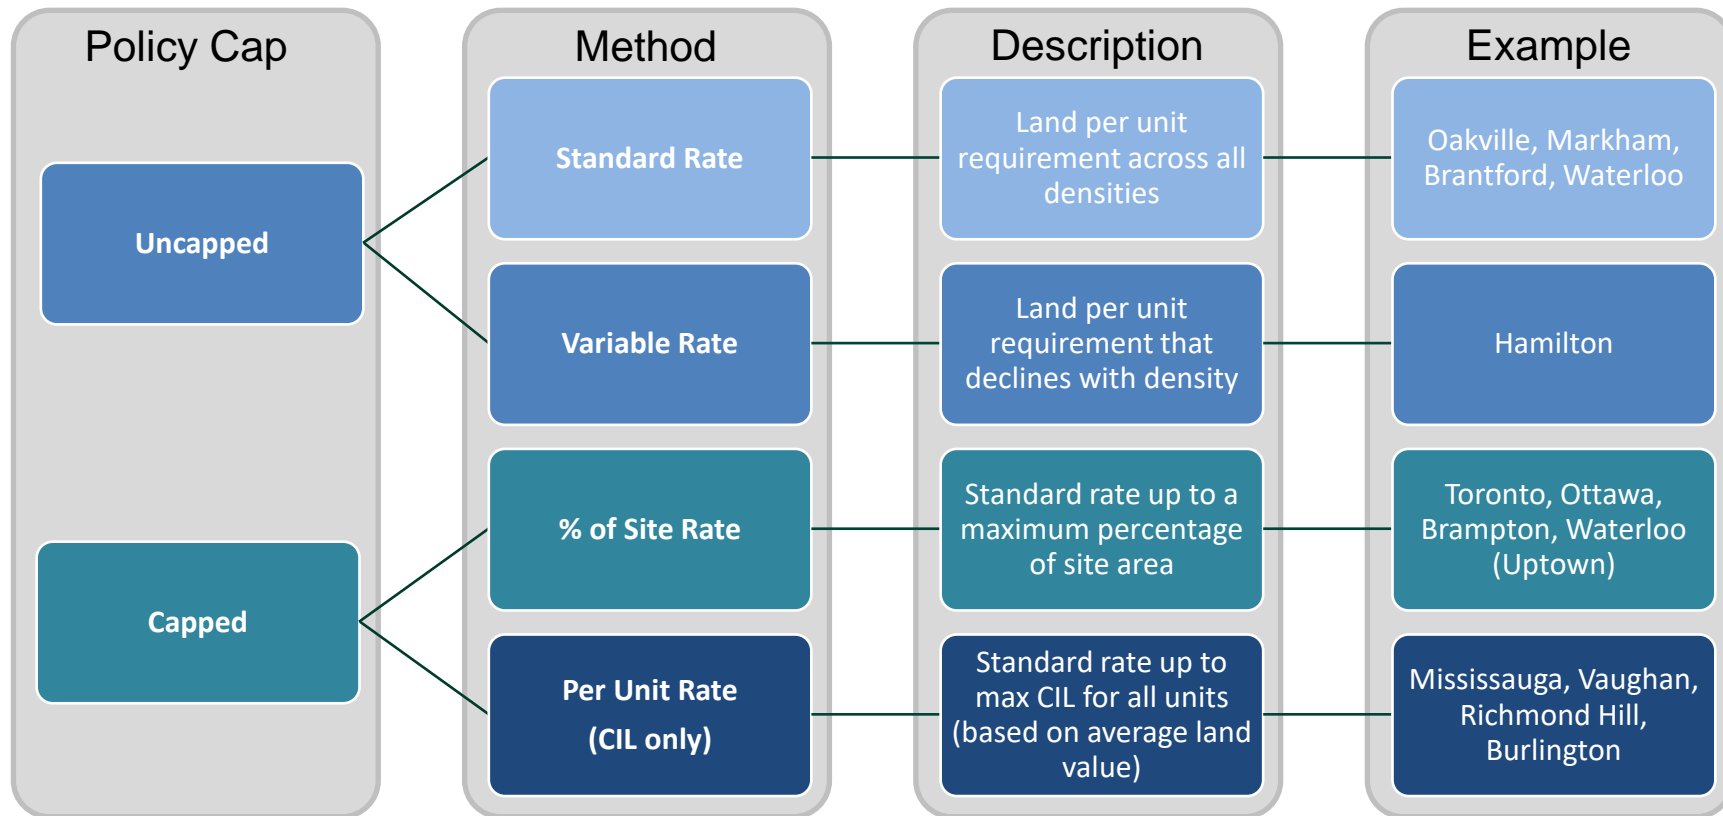 Policy Cap
Method
Description
Example
Uncapped
Standard Rate
Land per unit
requirement across all
densities
Oakville, Markham,
Brantford, Waterloo
Variable Rate
Land per unit
requirement that
declines with density
Hamilton
Capped
% of Site Rate
Standard rate up to a
maximum percentage
of site area
Toronto, Ottawa,
Brampton, Waterloo
(Uptown)
Per Unit Rate
(CIL only)
Standard rate up to
max CIL for all units
(based on average land
value)
Mississauga, Vaughan,
Richmond Hill,
Burlington